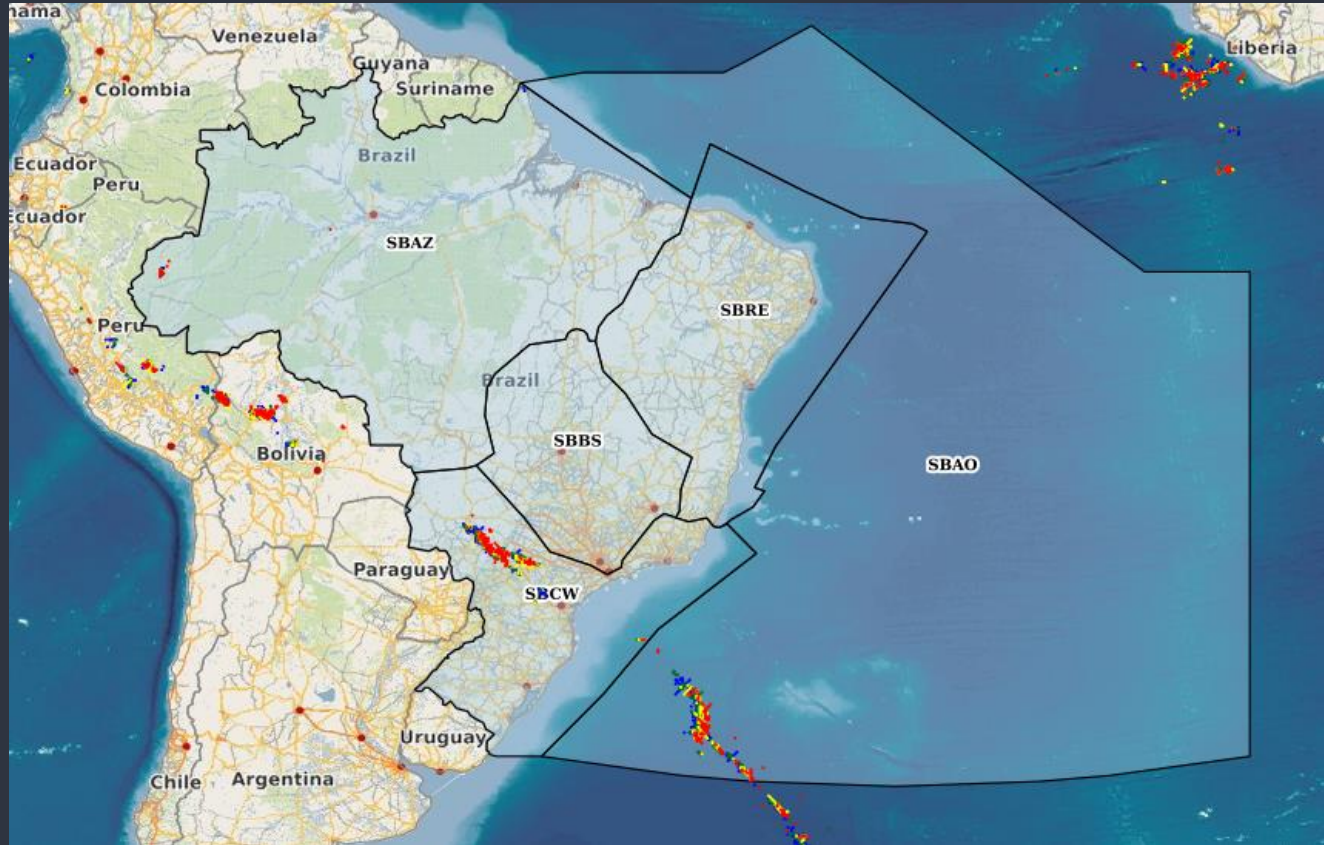 nama
Venezuela
Guyana
Suriname
Colombia
Liberia
Ecuador
Peru
Brazil
Ecuador
SBAZ
SBRE
Peru
Brazil
SBBS
Bolivia
SBAO
Paraguay
SBCW
Uruguay
Chile
Argentina